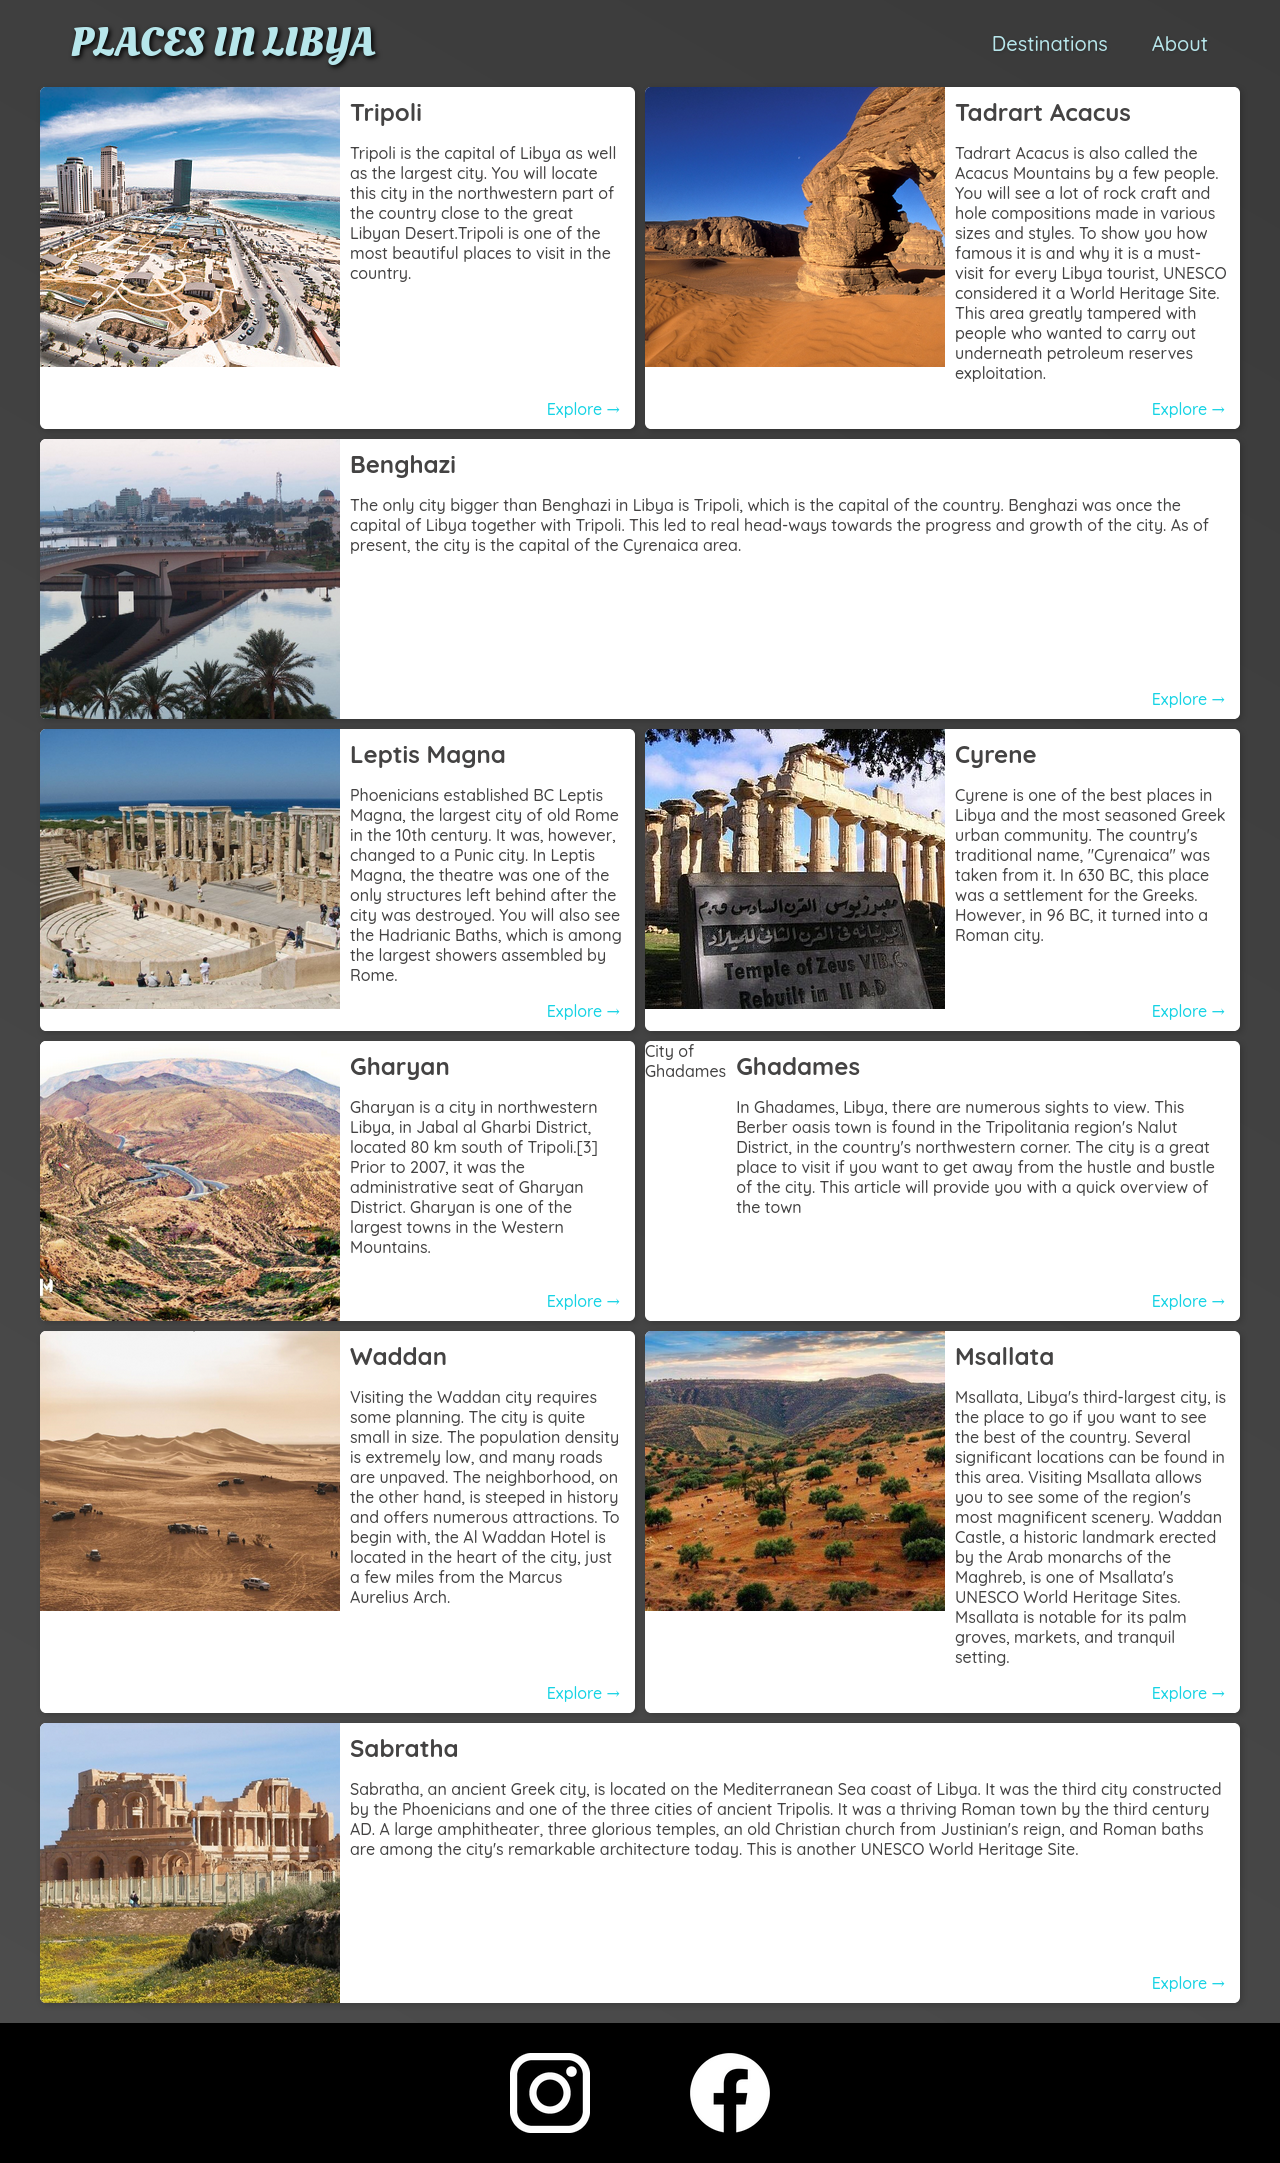 PLACES IN LIBYA
Destinations
About
Tripoli
Tripoli is the capital of Libya as well
as the largest city. You will locate
this city in the northwestern part of
the country close to the great
Libyan Desert.Tripoli is one of the
most beautiful places to visit in the
country.
Explore →
Tadrart Acacus
Tadrart Acacus is also called the
Acacus Mountains by a few people.
You will see a lot of rock craft and
hole compositions made in various
sizes and styles. To show you how
famous it is and why it is a must-
visit for every Libya tourist, UNESCO
considered it a World Heritage Site.
This area greatly tampered with
people who wanted to carry out
underneath petroleum reserves
exploitation.
Explore →
Benghazi
The only city bigger than Benghazi in Libya is Tripoli, which is the capital of the country. Benghazi was once the
capital of Libya together with Tripoli. This led to real head-ways towards the progress and growth of the city. As of
present, the city is the capital of the Cyrenaica area.
Explore →
Leptis Magna
Phoenicians established BC Leptis
Magna, the largest city of old Rome
in the 10th century. It was, however,
changed to a Punic city. In Leptis
Magna, the theatre was one of the
only structures left behind after the
city was destroyed. You will also see
the Hadrianic Baths, which is among
the largest showers assembled by
Rome.
Explore →
معبد زيوس القرن السادس ق.م
اعيد بنائه في القرن الثاني للميلاد
Temple of Zeus VI B.C
Rebuilt in II A.D
Cyrene
Cyrene is one of the best places in
Libya and the most seasoned Greek
urban community. The country's
traditional name, "Cyrenaica" was
taken from it. In 630 BC, this place
was a settlement for the Greeks.
However, in 96 BC, it turned into a
Roman city.
Explore →
Gharyan
Gharyan is a city in northwestern
Libya, in Jabal al Gharbi District,
located 80 km south of Tripoli.[3]
Prior to 2007, it was the
administrative seat of Gharyan
District. Gharyan is one of the
largest towns in the Western
Mountains.
Explore →
City of
Ghadames
Ghadames
In Ghadames, Libya, there are numerous sights to view. This
Berber oasis town is found in the Tripolitania region's Nalut
District, in the country's northwestern corner. The city is a great
place to visit if you want to get away from the hustle and bustle
of the city. This article will provide you with a quick overview of
the town
Explore →
Waddan
Visiting the Waddan city requires
some planning. The city is quite
small in size. The population density
is extremely low, and many roads
are unpaved. The neighborhood, on
the other hand, is steeped in history
and offers numerous attractions. To
begin with, the Al Waddan Hotel is
located in the heart of the city, just
a few miles from the Marcus
Aurelius Arch.
Explore →
Msallata
Msallata, Libya's third-largest city, is
the place to go if you want to see
the best of the country. Several
significant locations can be found in
this area. Visiting Msallata allows
you to see some of the region's
most magnificent scenery. Waddan
Castle, a historic landmark erected
by the Arab monarchs of the
Maghreb, is one of Msallata's
UNESCO World Heritage Sites.
Msallata is notable for its palm
groves, markets, and tranquil
setting.
Explore →
Sabratha
Sabratha, an ancient Greek city, is located on the Mediterranean Sea coast of Libya. It was the third city constructed
by the Phoenicians and one of the three cities of ancient Tripolis. It was a thriving Roman town by the third century
AD. A large amphitheater, three glorious temples, an old Christian church from Justinian's reign, and Roman baths
are among the city's remarkable architecture today. This is another UNESCO World Heritage Site.
Explore →